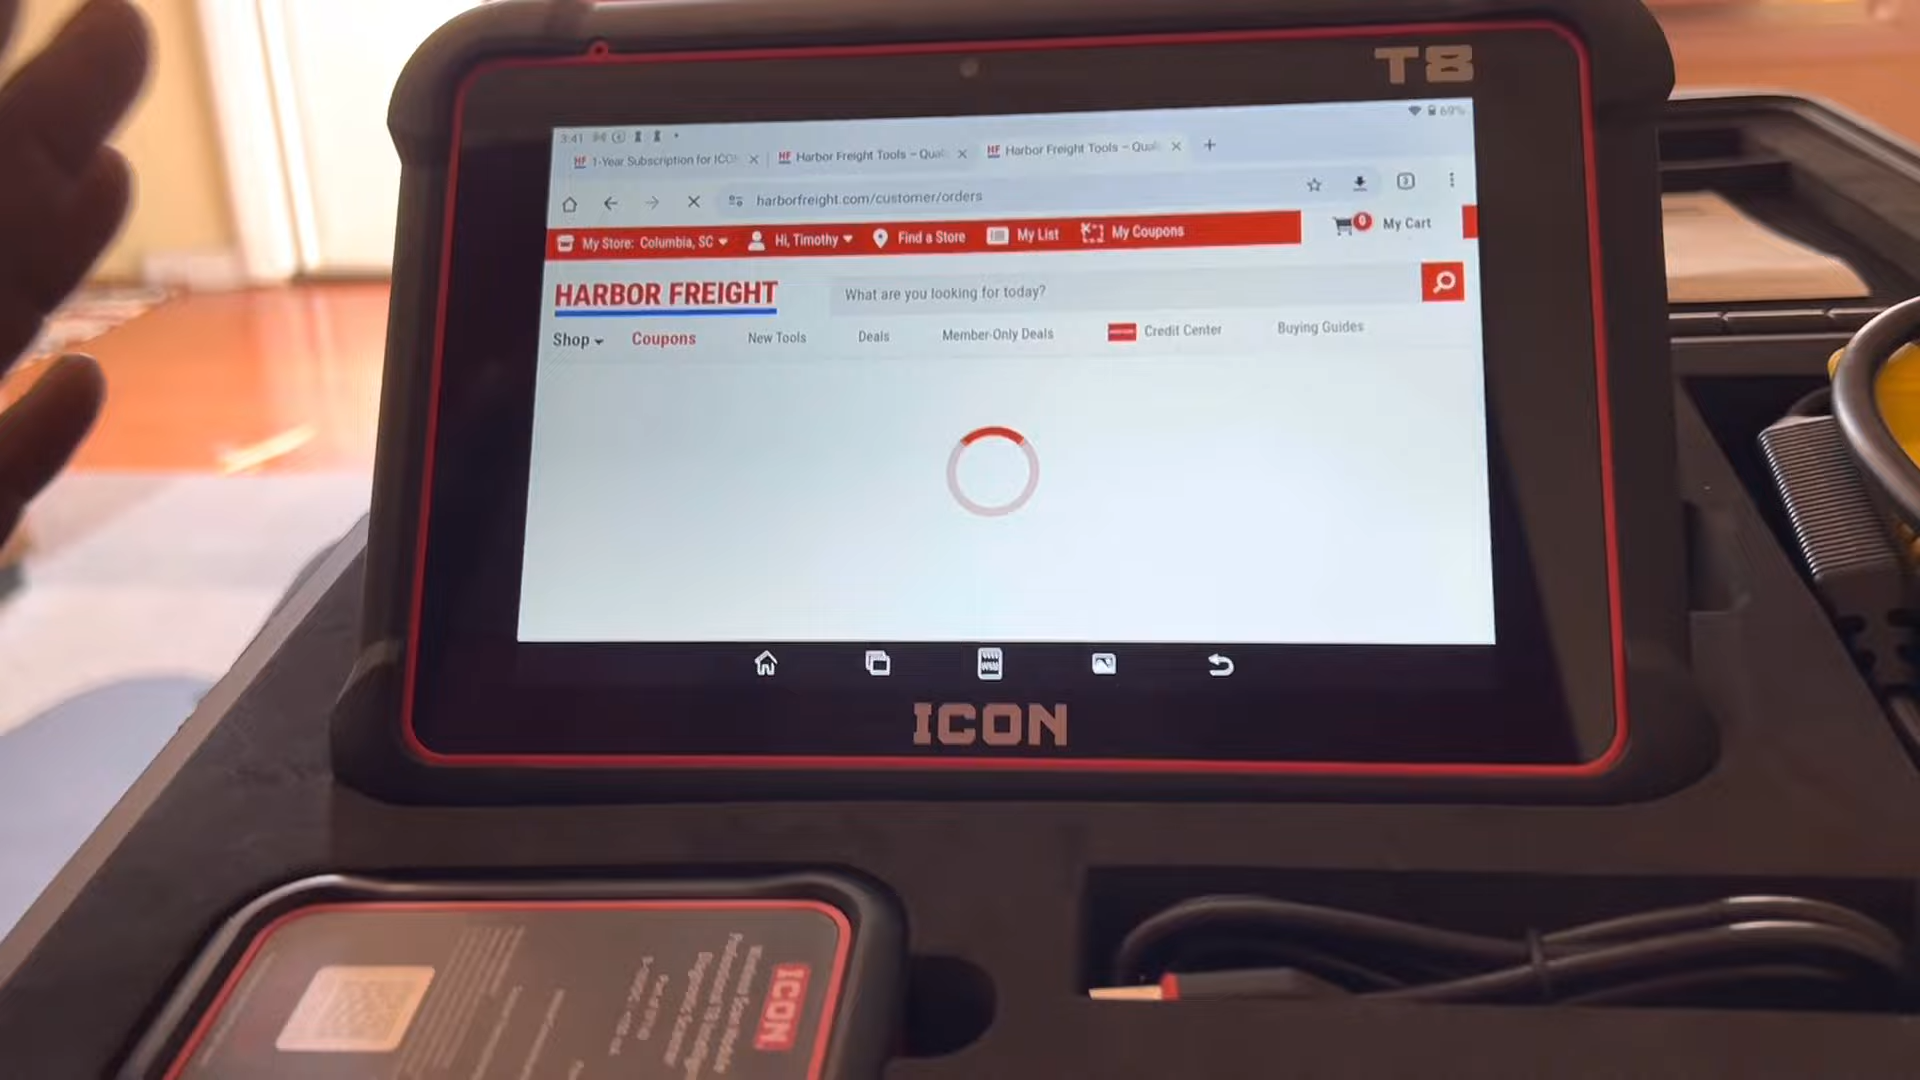 T8
3:41
69%
1-Year Subscription for ICO
Harbor Freight Tools – Qual
Harbor Freight Tools – Qual
harborfreight.com/customer/orders
3
My Store: Columbia, SC
Hi, Timothy
Find a Store
My List
My Coupons
0
My Cart
HARBOR FREIGHT
What are you looking for today?
Shop
Coupons
New Tools
Deals
Member-Only Deals
Credit Center
Buying Guides
ICON
ICON